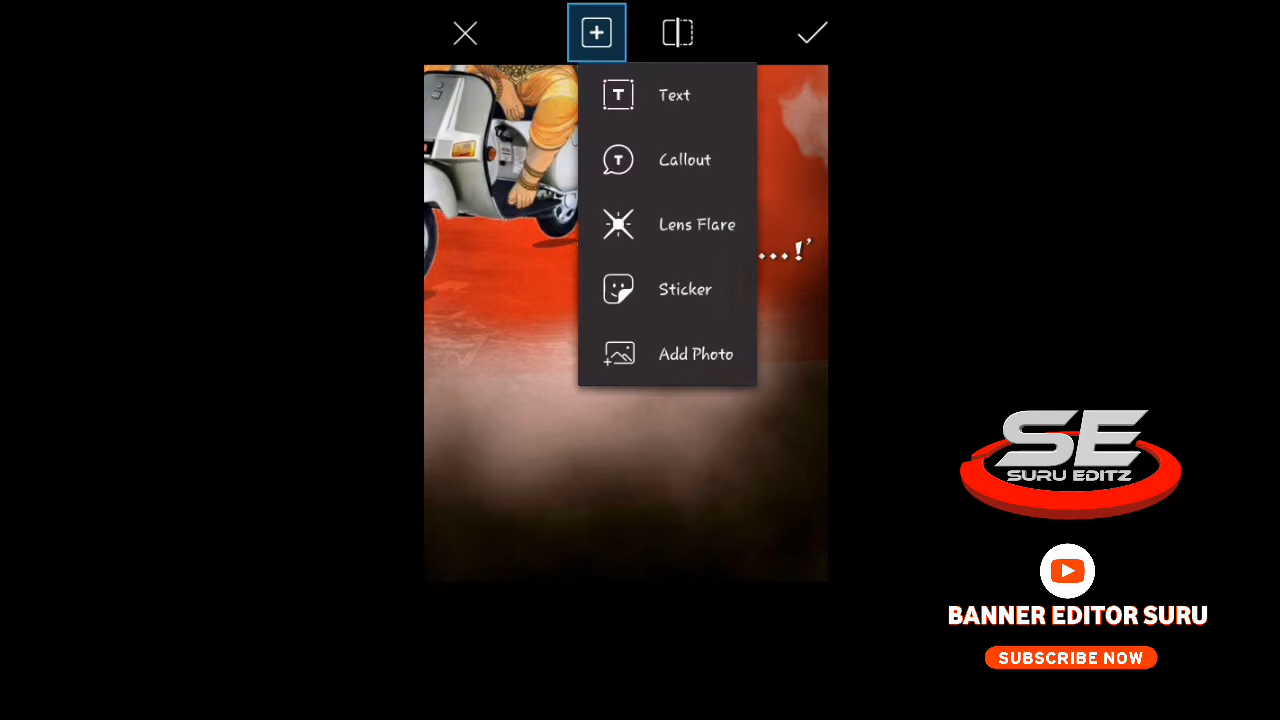 Text
Callout
Lens Flare
...!’
Sticker
Add Photo
SE
SURU EDITZ
BANNER EDITOR SURU
SUBSCRIBE NOW